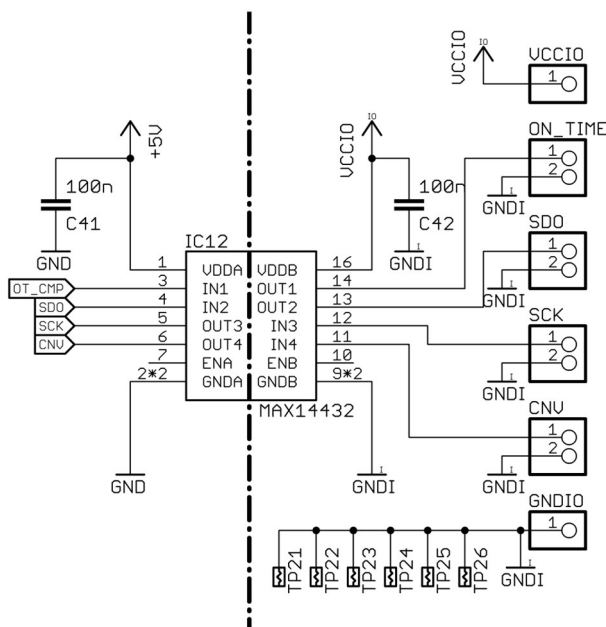 IO
VCCIO
VCCIO
1
ON_TIME
1
2
I
GNDI
+5V
IO
VCCIO
100n
C41
GND
100n
C42
I
GNDI
SDO
1
2
I
GNDI
IC12
1 VDDA VDDB 16
OT_CMP 3 IN1 OUT1 14
SDO 4 IN2 OUT2 13
SCK 5 OUT3 IN3 12
CNV 6 OUT4 IN4 11
7 ENA ENB 10
2*2 GNDA GNDB 9*2
MAX14432
SCK
1
2
I
GNDI
CNV
1
2
I
GNDI
GND
I
GNDI
GNDIO
1
TP21
TP22
TP23
TP24
TP25
TP26
I
GNDI